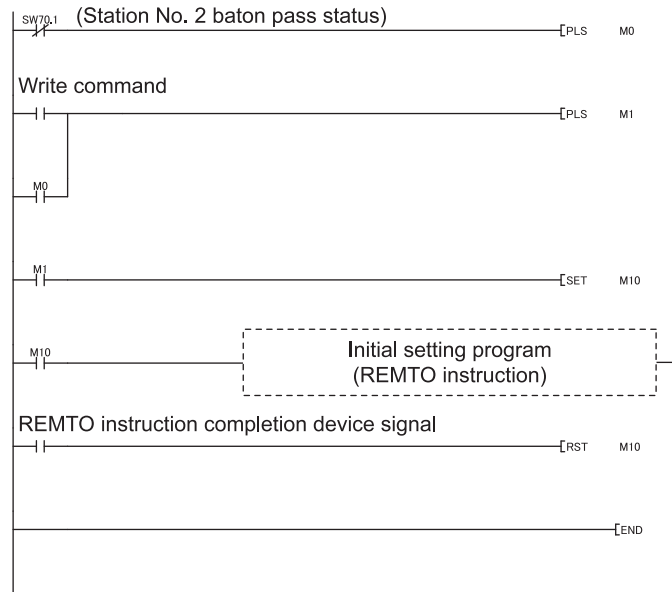 SW70.1 (Station No. 2 baton pass status) [PLS M0
Write command
[PLS M1
M0
M1 [SET M10
M10 Initial setting program
(REMTO instruction)
REMTO instruction completion device signal
[RST M10
[END